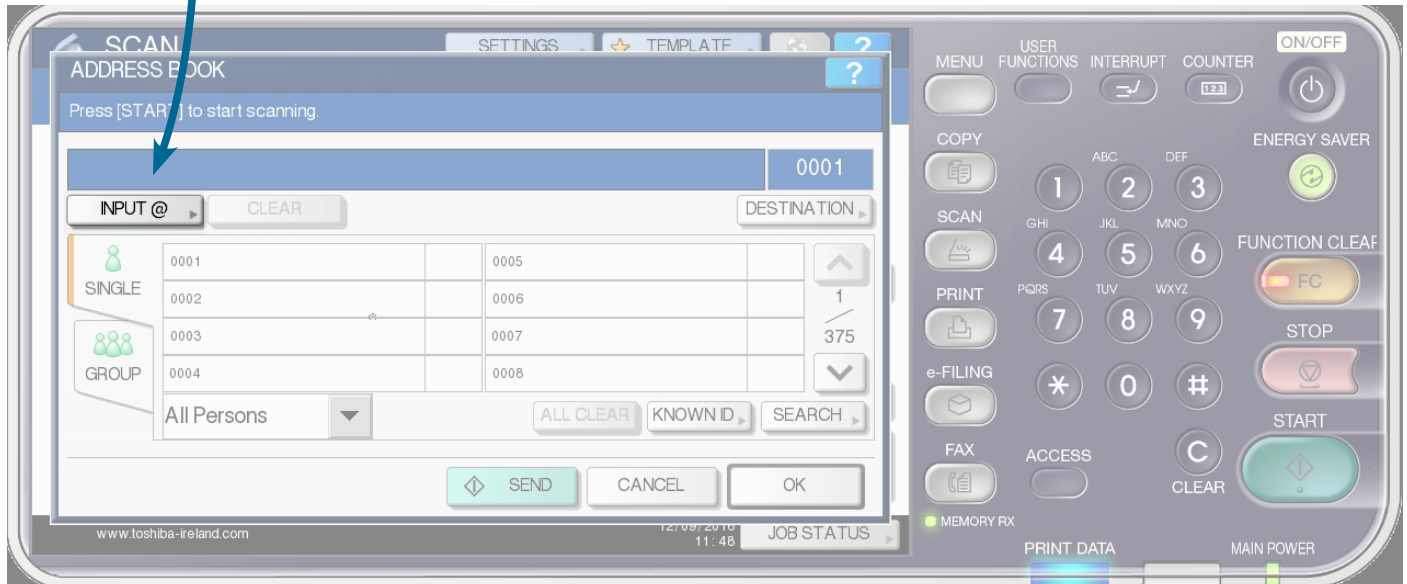 SCAN
SETTINGS
TEMPLATE
?
ADDRESS BOOK
?
Press [START] to start scanning.
0001
INPUT @
CLEAR
DESTINATION
SINGLE
GROUP
0001
0005
0002
0006
0003
0007
0004
0008
1
375
All Persons
ALL CLEAR
KNOWN ID
SEARCH
SEND
CANCEL
OK
www.toshiba-ireland.com
12/09/2016
11:48
JOB STATUS
MENU
USER FUNCTIONS
INTERRUPT
COUNTER
123
ON/OFF
COPY
ENERGY SAVER
SCAN
PRINT
e-FILING
FAX
ABC
DEF
1
2
3
GHI
JKL
MNO
4
5
6
PQRS
TUV
WXYZ
7
8
9
*
0
#
ACCESS
C
CLEAR
FUNCTION CLEAR
FC
STOP
START
MEMORY RX
PRINT DATA
MAIN POWER